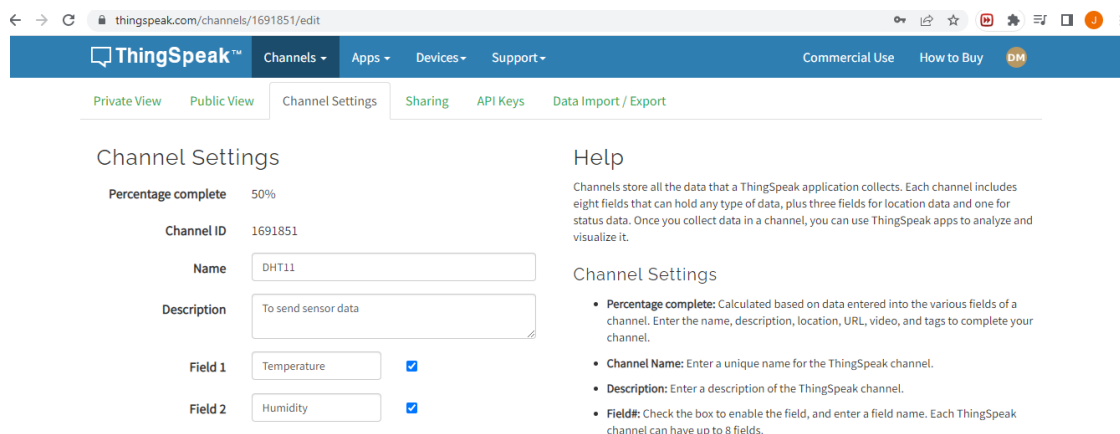 thingspeak.com/channels/1691851/edit
ThingSpeak™ Channels Apps Devices Support Commercial Use How to Buy DM
Private View Public View Channel Settings Sharing API Keys Data Import / Export
Channel Settings
Percentage complete 50%
Channel ID 1691851
Name DHT11
Description To send sensor data
Field 1 Temperature
Field 2 Humidity
Help
Channels store all the data that a ThingSpeak application collects. Each channel includes
eight fields that can hold any type of data, plus three fields for location data and one for
status data. Once you collect data in a channel, you can use ThingSpeak apps to analyze and
visualize it.
Channel Settings
• Percentage complete: Calculated based on data entered into the various fields of a
channel. Enter the name, description, location, URL, video, and tags to complete your
channel.
• Channel Name: Enter a unique name for the ThingSpeak channel.
• Description: Enter a description of the ThingSpeak channel.
• Field#: Check the box to enable the field, and enter a field name. Each ThingSpeak
channel can have up to 8 fields.
J